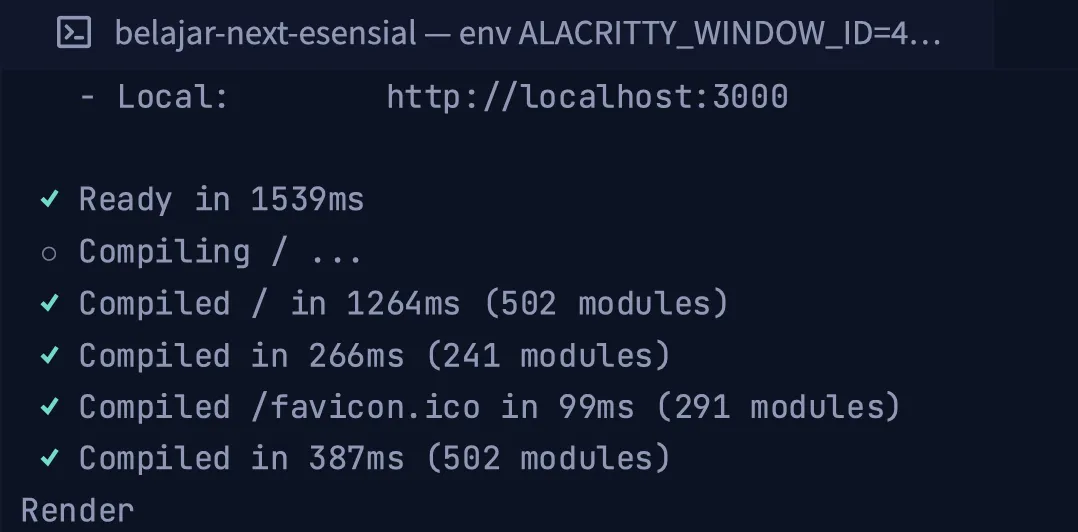 belajar-next-esensial — env ALACRITTY_WINDOW_ID=4…
- Local: http://localhost:3000
✓ Ready in 1539ms
○ Compiling / ...
✓ Compiled / in 1264ms (502 modules)
✓ Compiled in 266ms (241 modules)
✓ Compiled /favicon.ico in 99ms (291 modules)
✓ Compiled in 387ms (502 modules)
Render